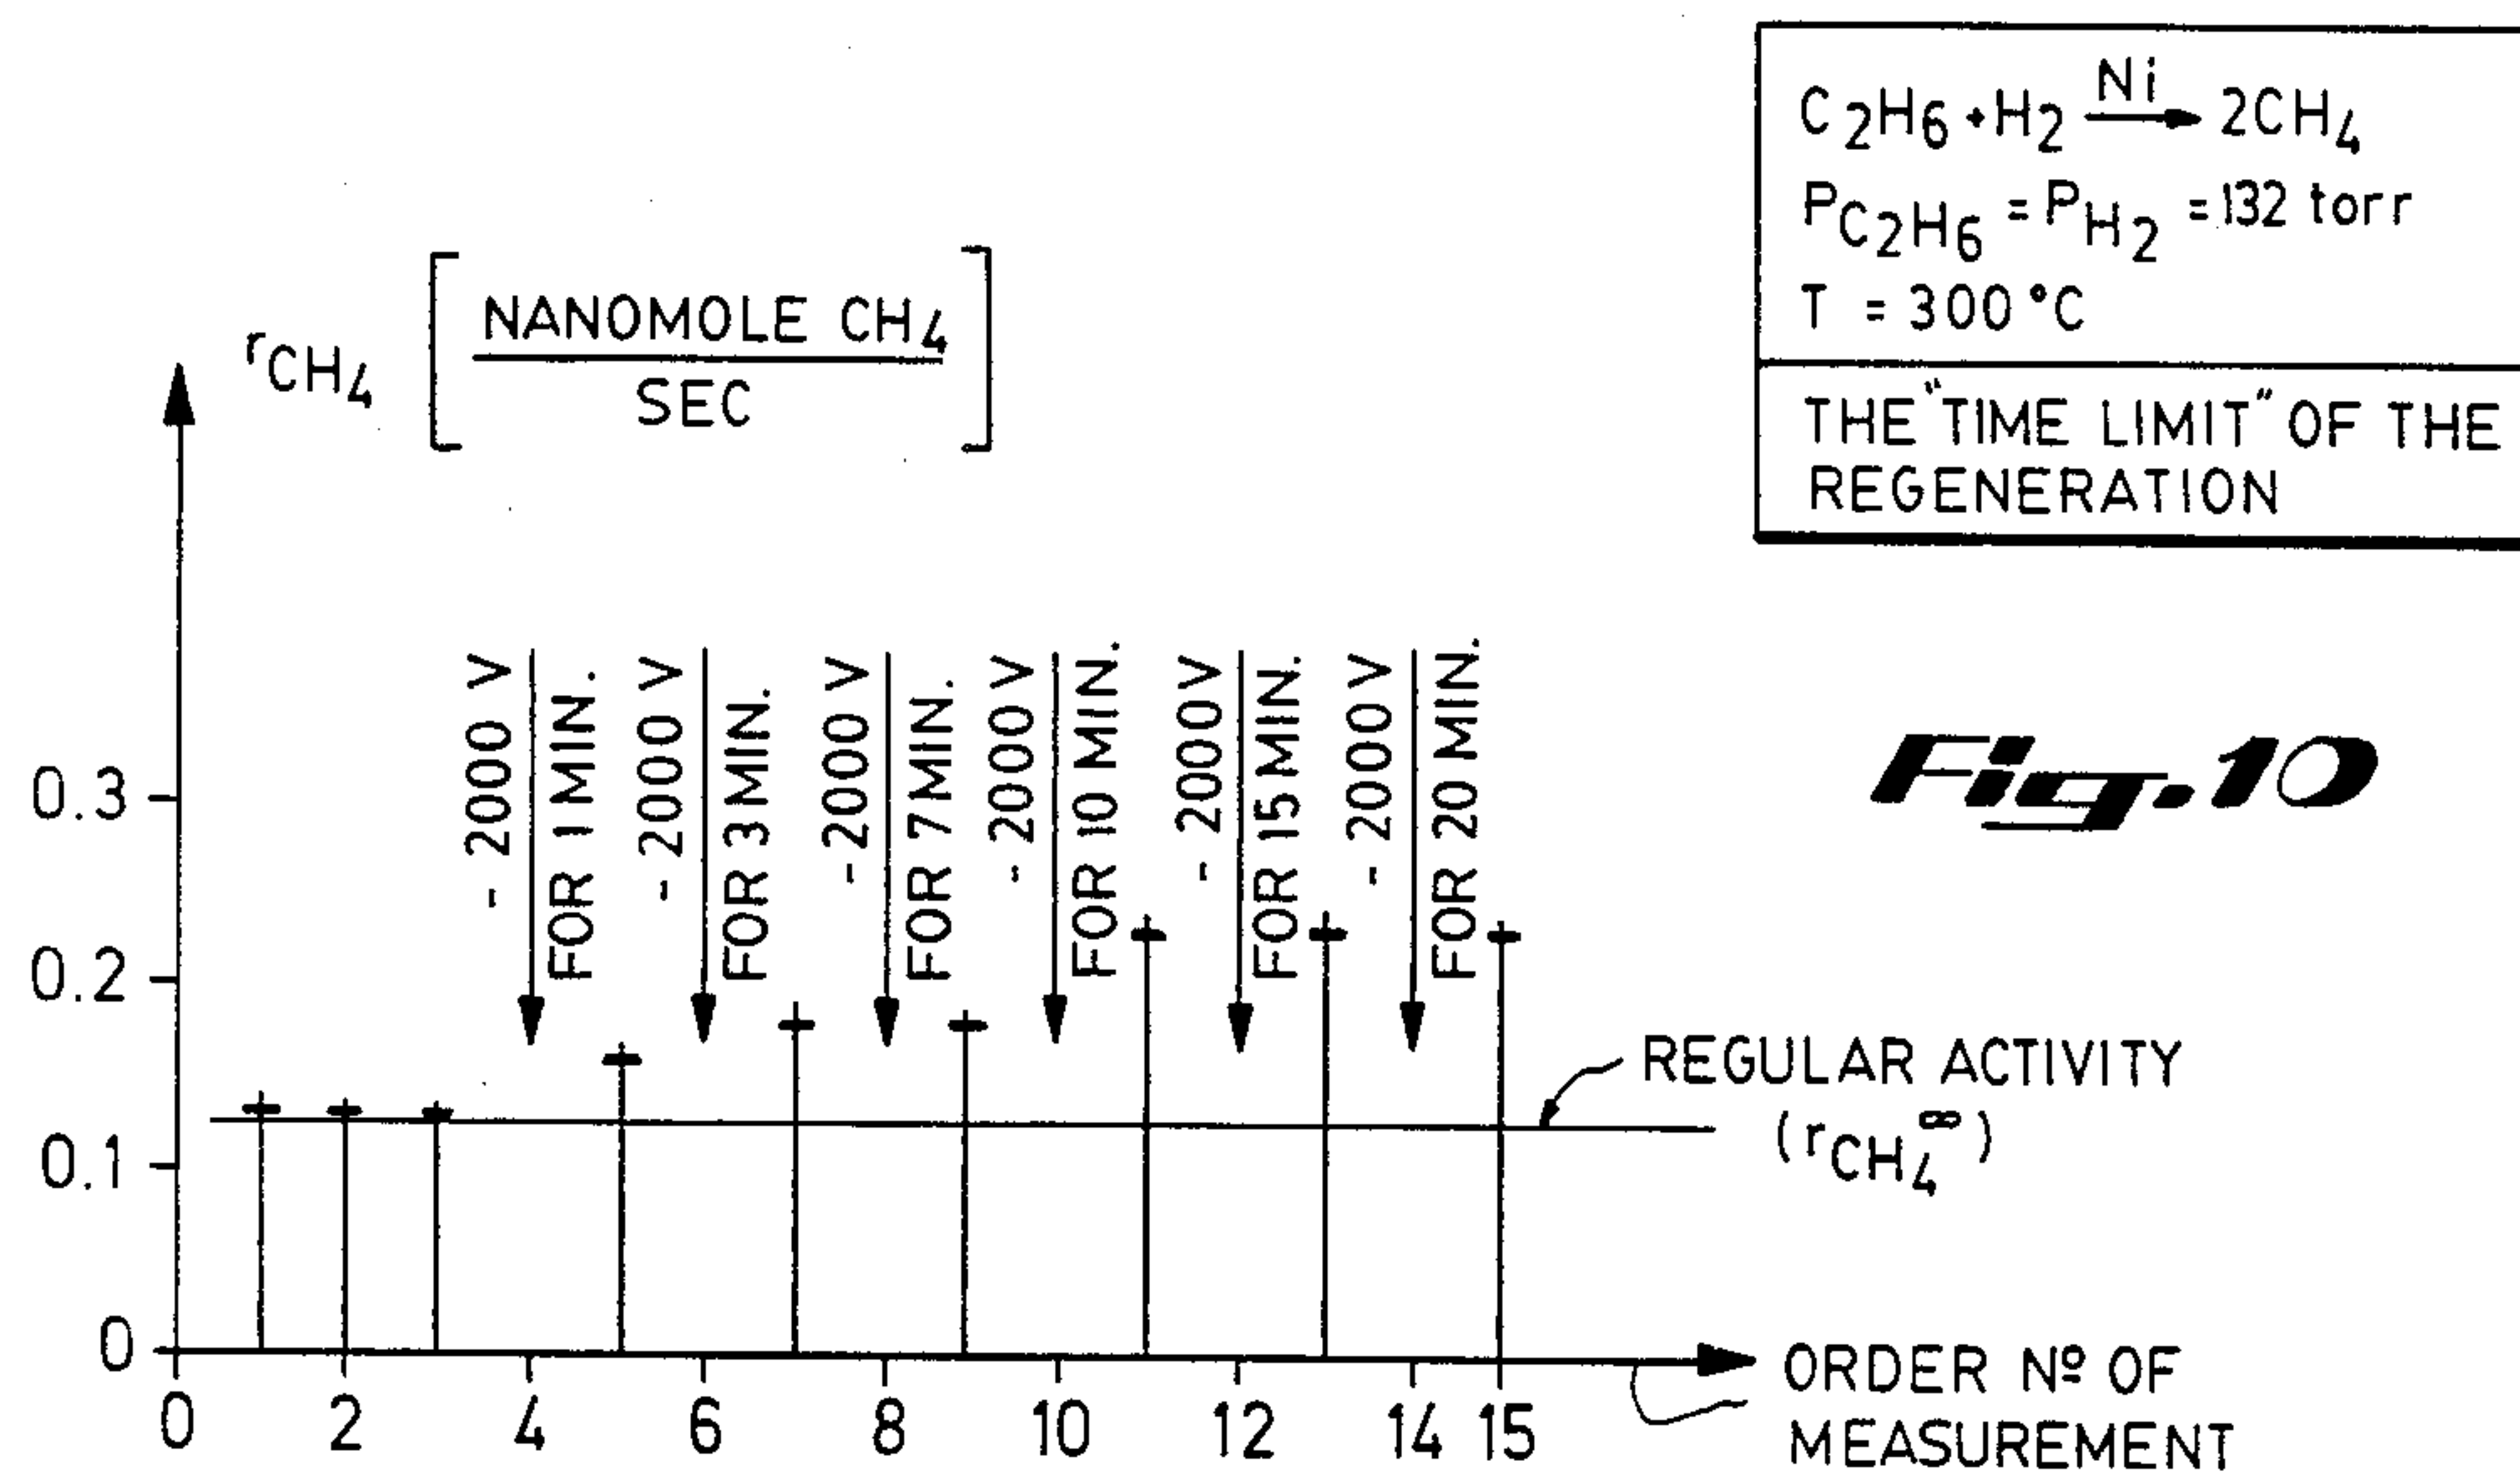 C2H6 + H2 Ni → 2CH4
PC2H6 = PH2 = 132 torr
T = 300 °C
THE "TIME LIMIT" OF THE
REGENERATION
rCH4 [NANOMOLE CH4
SEC]
- 2000 V
FOR 1 MIN.
- 2000 V
FOR 3 MIN.
- 2000 V
FOR 7 MIN.
- 2000 V
FOR 10 MIN.
- 2000 V
FOR 15 MIN.
- 2000 V
FOR 20 MIN.
Fig. 10
0.3
0.2
0.1
0
REGULAR ACTIVITY
(rCH4∞)
0 2 4 6 8 10 12 14 15
ORDER Nº OF
MEASUREMENT